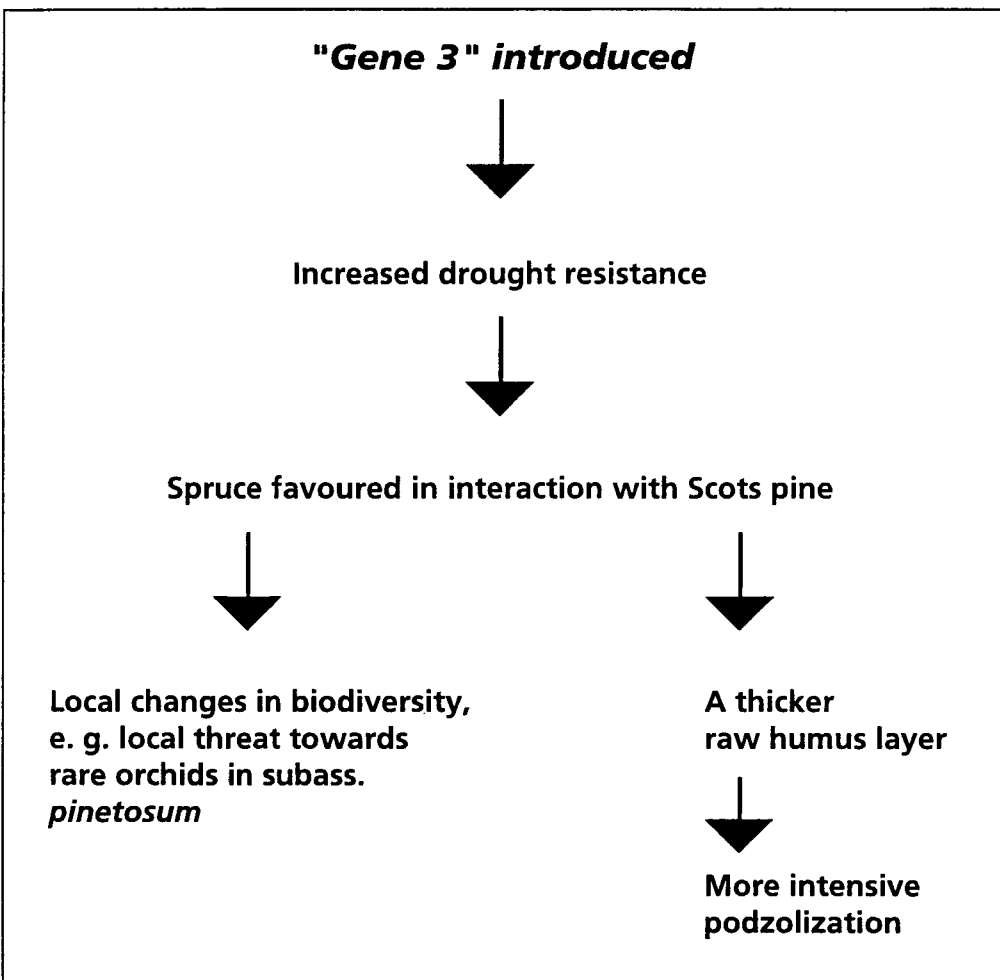 "Gene 3" introduced
Increased drought resistance
Spruce favoured in interaction with Scots pine
Local changes in biodiversity,
e. g. local threat towards
rare orchids in subass.
pinetosum
A thicker
raw humus layer
More intensive
podzolization